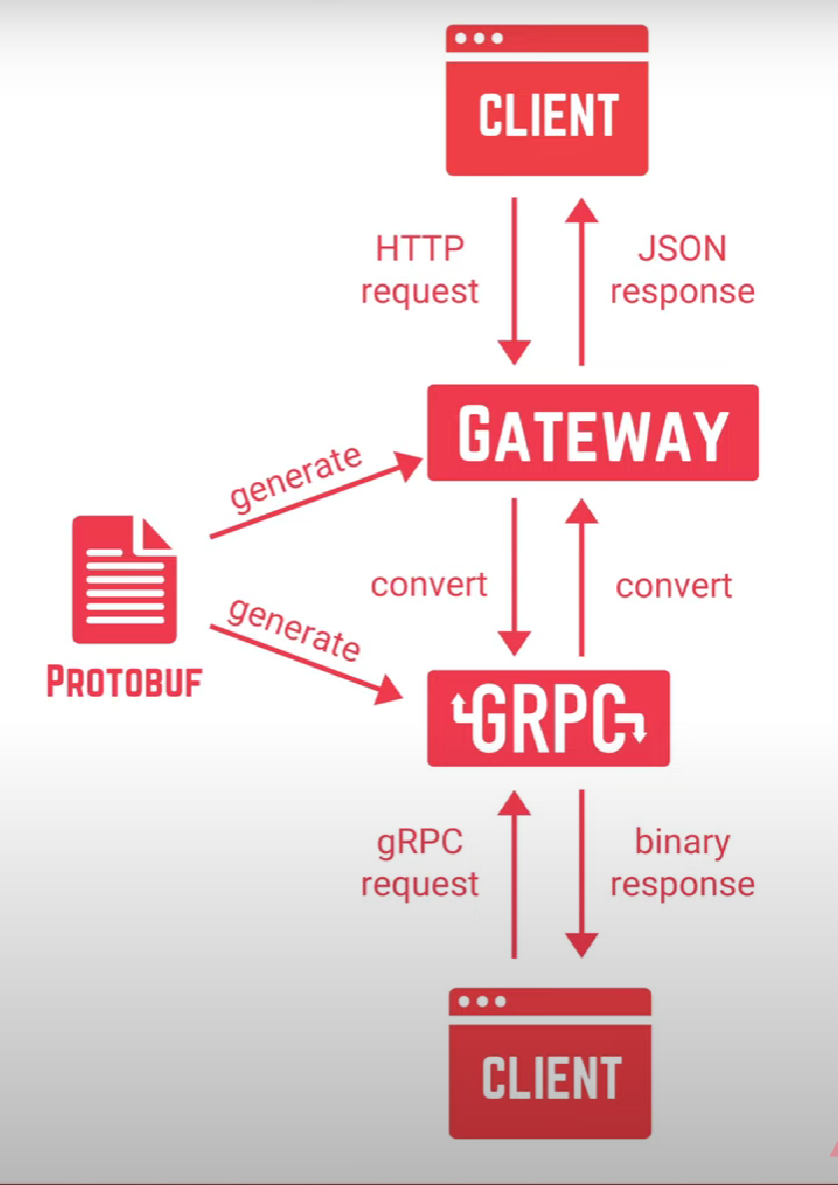 CLIENT
HTTP
request
JSON
response
GATEWAY
generate
convert
convert
generate
PROTOBUF
GRPC
gRPC
request
binary
response
CLIENT